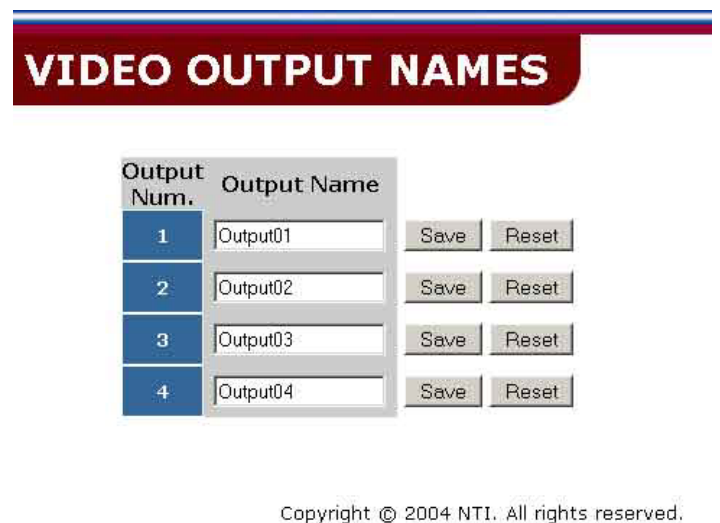 VIDEO OUTPUT NAMES
Output Num. Output Name
1 Output01 Save Reset
2 Output02 Save Reset
3 Output03 Save Reset
4 Output04 Save Reset
Copyright © 2004 NTI. All rights reserved.